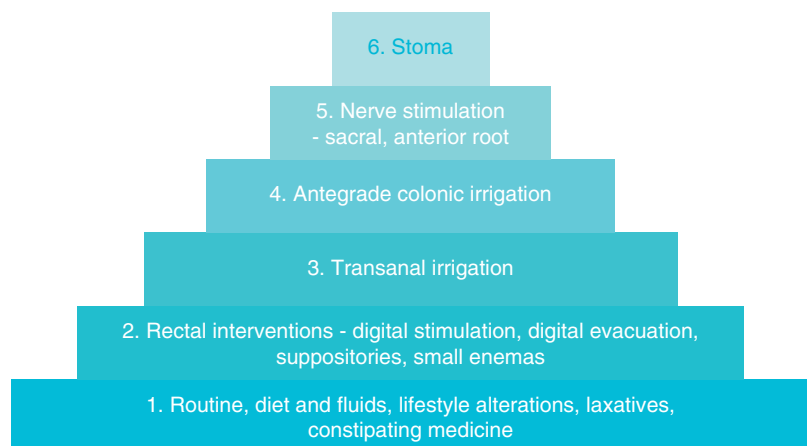 6. Stoma
5. Nerve stimulation
- sacral, anterior root
4. Antegrade colonic irrigation
3. Transanal irrigation
2. Rectal interventions - digital stimulation, digital evacuation,
suppositories, small enemas
1. Routine, diet and fluids, lifestyle alterations, laxatives,
constipating medicine